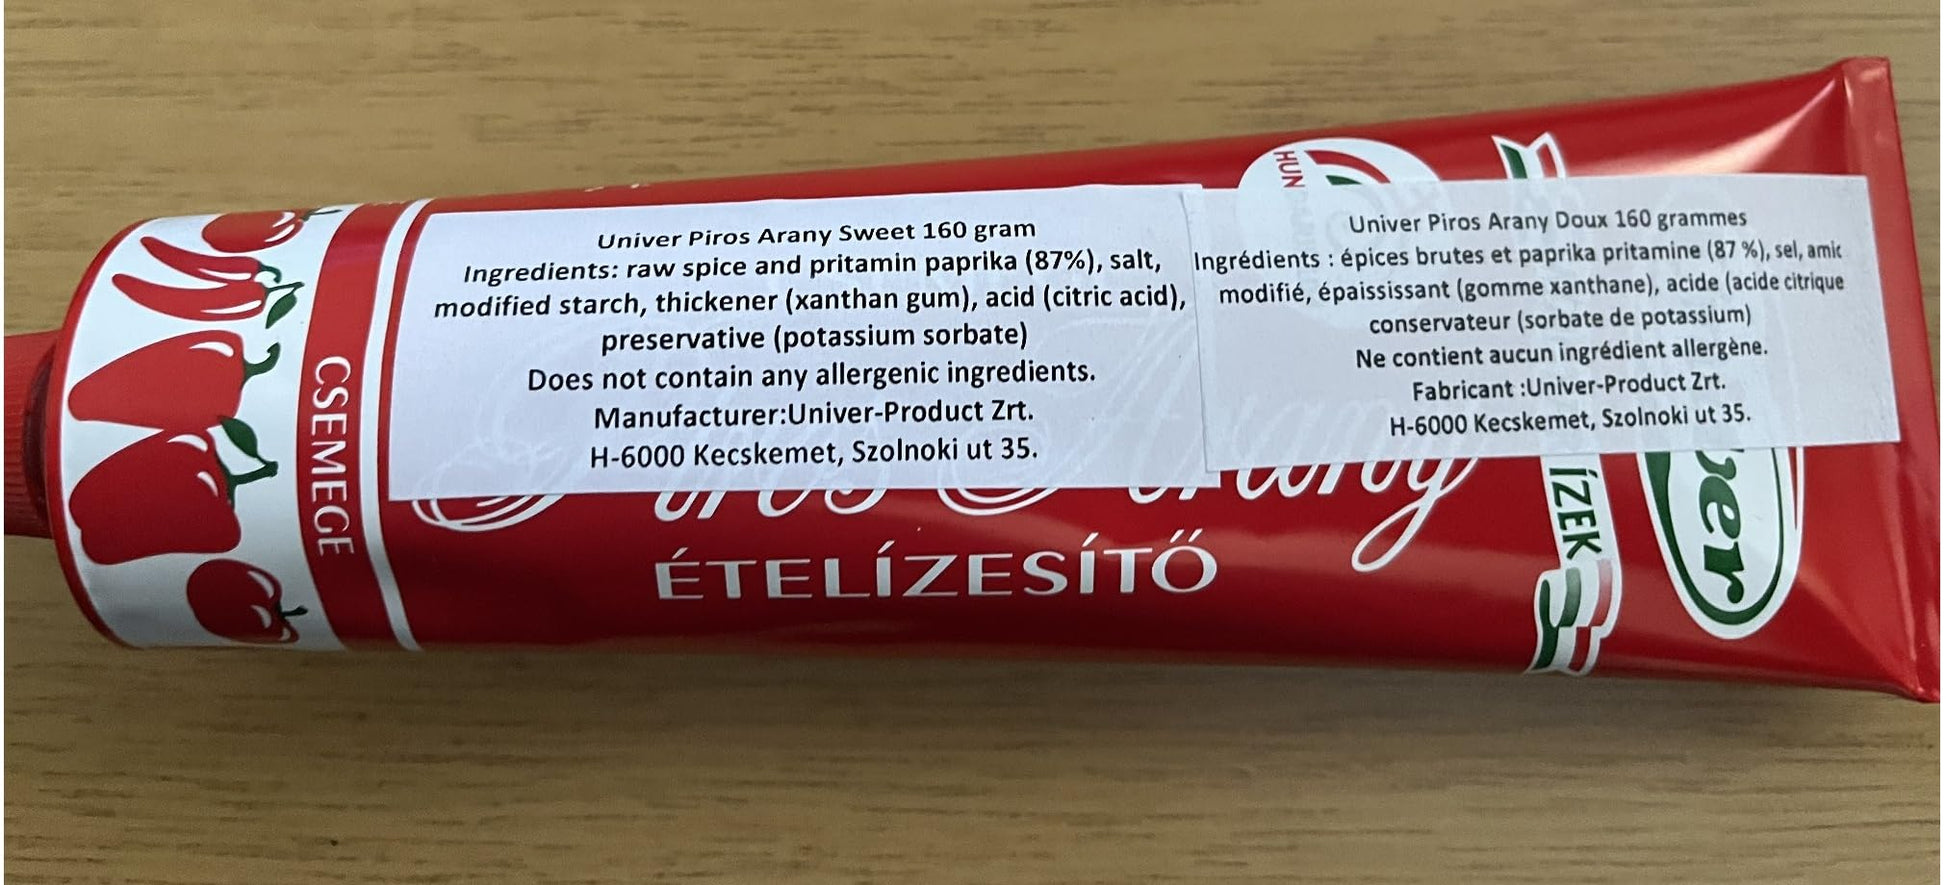 Univer Piros Arany Sweet 160 gram
Ingredients: raw spice and pritamin paprika (87%), salt,
modified starch, thickener (xanthan gum), acid (citric acid),
preservative (potassium sorbate)
Does not contain any allergenic ingredients.
Manufacturer:Univer-Product Zrt.
H-6000 Kecskemet, Szolnoki ut 35.
Univer Piros Arany Doux 160 grammes
Ingrédients : épices brutes et paprika pritamine (87 %), sel, amic
modifié, épaississant (gomme xanthane), acide (acide citrique
conservateur (sorbate de potassium)
Ne contient aucun ingrédient allergène.
Fabricant :Univer-Product Zrt.
H-6000 Kecskemet, Szolnoki ut 35.
CSEMEGE
ÉTELÍZESÍTŐ
HUN
ÍZEK